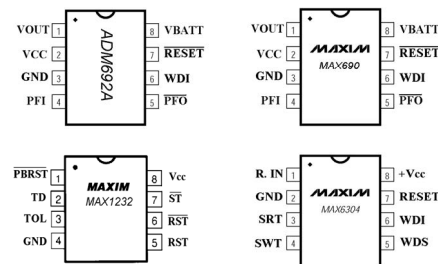 VOUT 1 ADM692A 8 VBATT
VCC 2 7 RESET
GND 3 6 WDI
PFI 4 5 PFO
VOUT 1 8 VBATT
VCC 2 MAXIM 7 RESET
GND 3 MAX690 6 WDI
PFI 4 5 PFO
PBRST 1 8 Vcc
TD 2 MAXIM 7 ST
TOL 3 MAX1232 6 RST
GND 4 5 RST
R. IN 1 8 +Vcc
GND 2 MAXIM 7 RESET
SRT 3 MAX6304 6 WDI
SWT 4 5 WDS